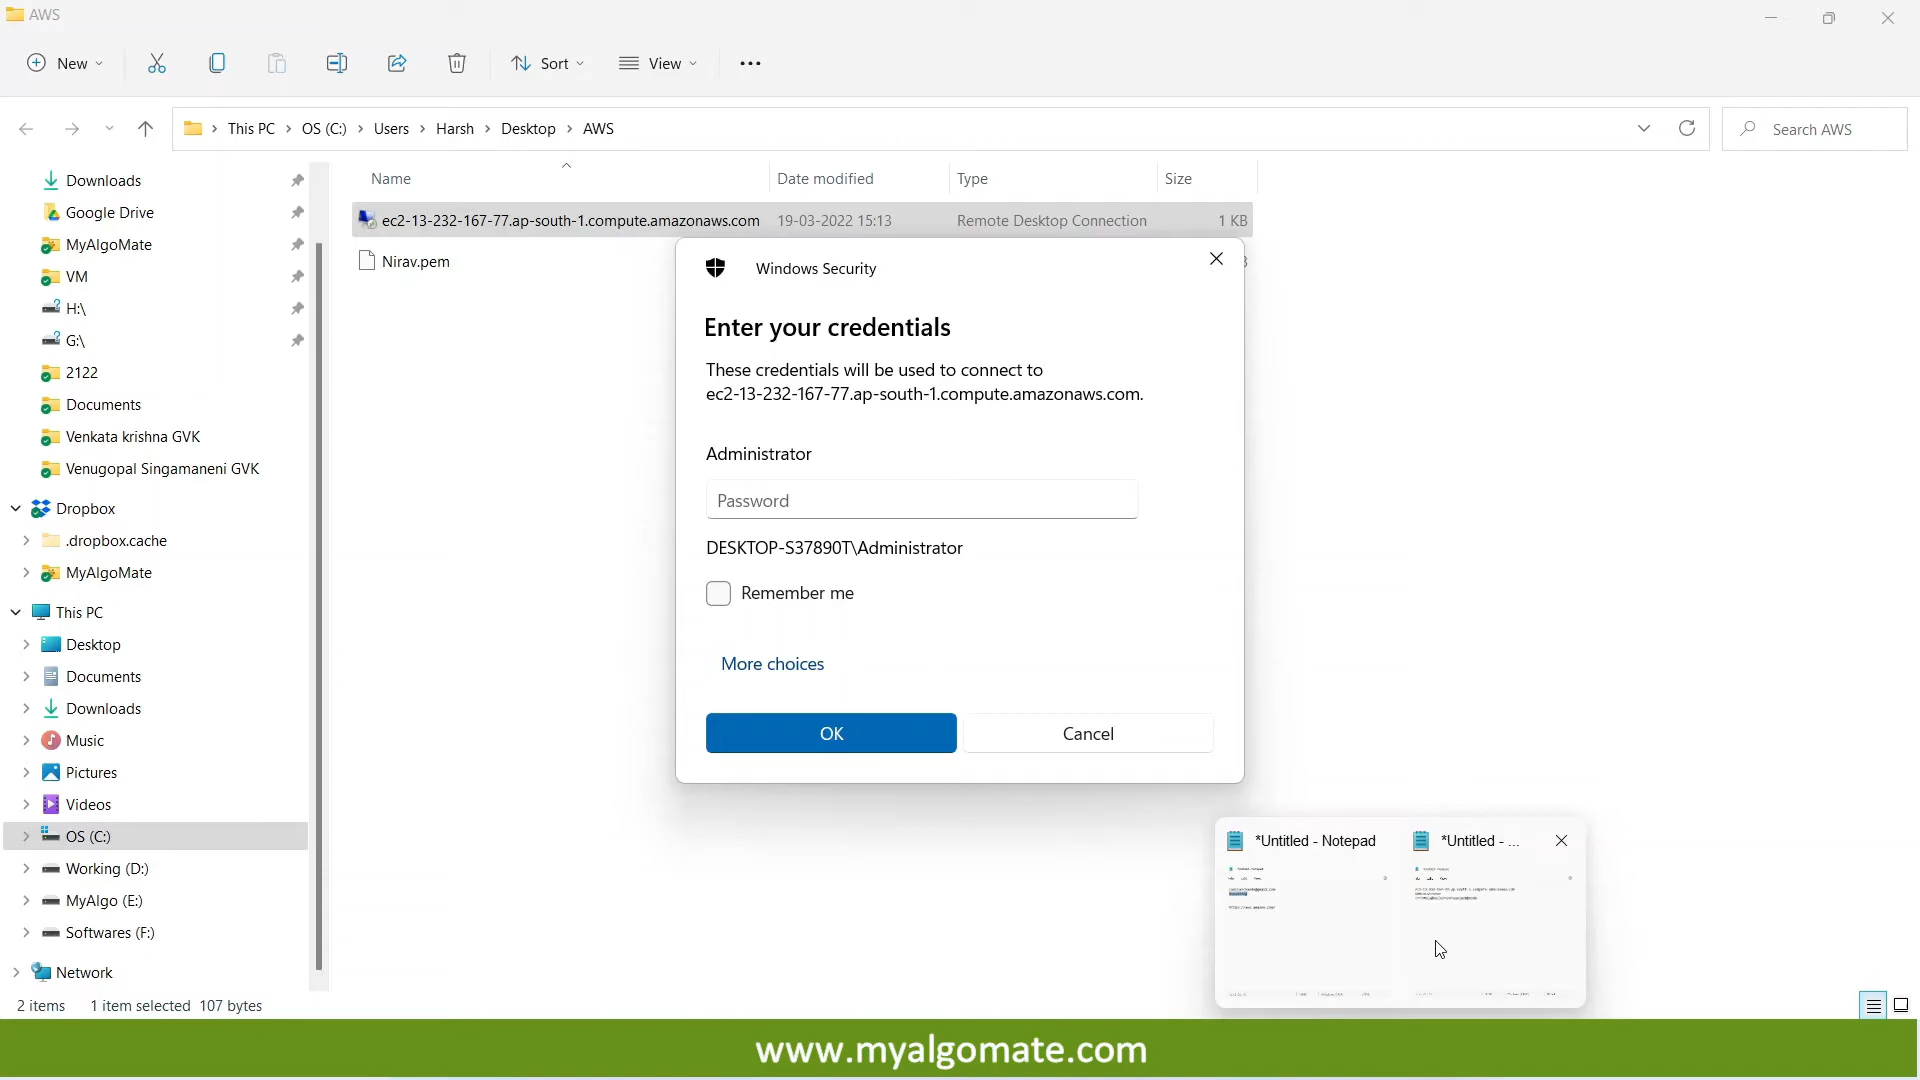 AWS
New
Sort
View
This PC > OS (C:) > Users > Harsh > Desktop > AWS
Search AWS
Name
Date modified
Type
Size
ec2-13-232-167-77.ap-south-1.compute.amazonaws.com
19-03-2022 15:13
Remote Desktop Connection
1 KB
Nirav.pem
Downloads
Google Drive
MyAlgoMate
VM
H:\
G:\
2122
Documents
Venkata krishna GVK
Venugopal Singamaneni GVK
Dropbox
.dropbox.cache
MyAlgoMate
This PC
Desktop
Documents
Downloads
Music
Pictures
Videos
OS (C:)
Working (D:)
MyAlgo (E:)
Softwares (F:)
Network
Windows Security
Enter your credentials
These credentials will be used to connect to
ec2-13-232-167-77.ap-south-1.compute.amazonaws.com.
Administrator
Password
DESKTOP-S37890T\Administrator
Remember me
More choices
OK
Cancel
*Untitled - Notepad
*Untitled - ...
2 items
1 item selected 107 bytes
www.myalgomate.com